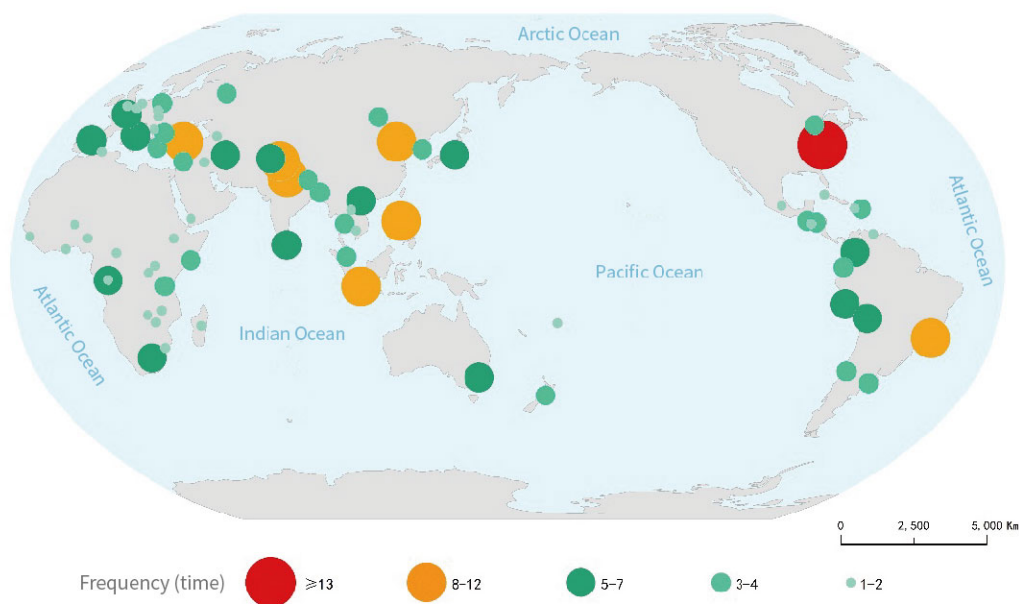 Arctic Ocean
Atlantic Ocean
Pacific Ocean
Atlantic Ocean
Indian Ocean
0 2,500 5,000 Km
Frequency (time) ≥13 8-12 5-7 3-4 1-2